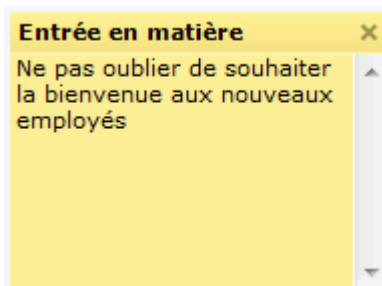 Entrée en matière
Ne pas oublier de souhaiter
la bienvenue aux nouveaux
employés